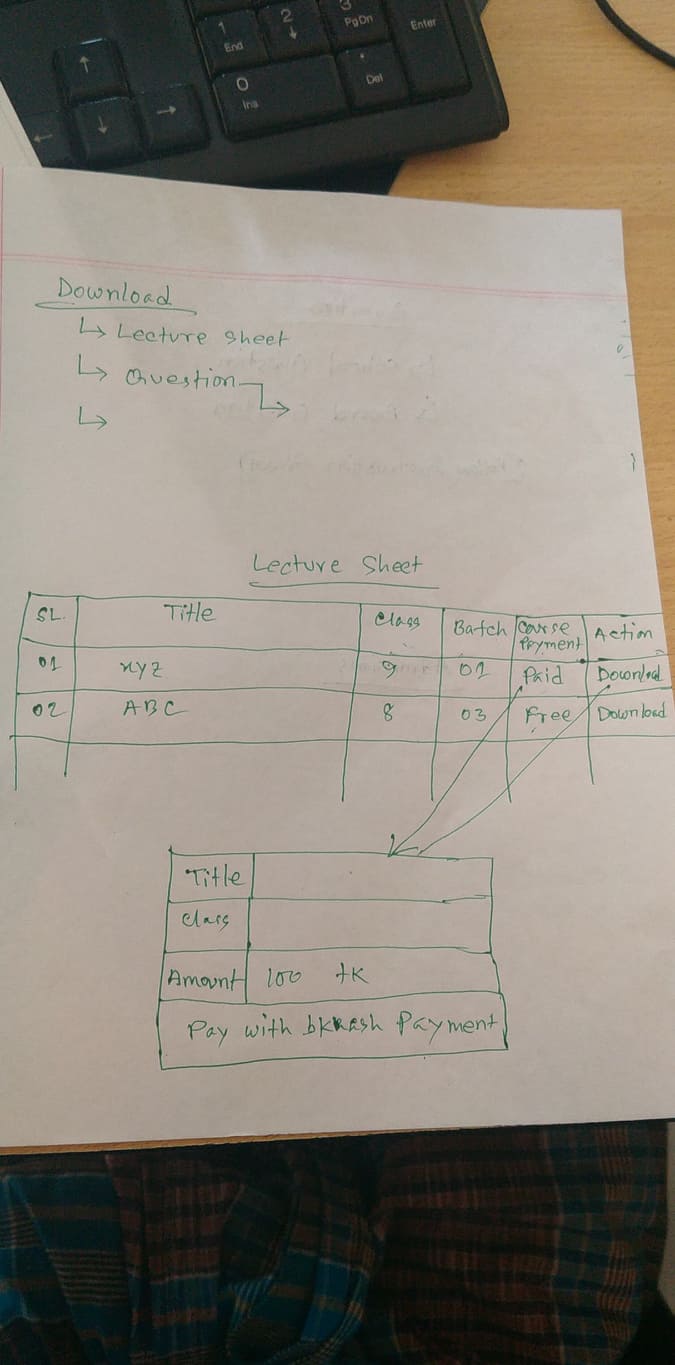 1
End
2
3
PgDn
Enter
0
Ins
.
Del
Download
↳ Lecture sheet
↳ Question ↳
↳
Lecture Sheet
SL. Title Class Batch Course Payment Action
01 xyz 9 02 Paid Download
02 ABC 8 03 Free Download
Title
Class
Amount 100 tk
Pay with bkash Payment